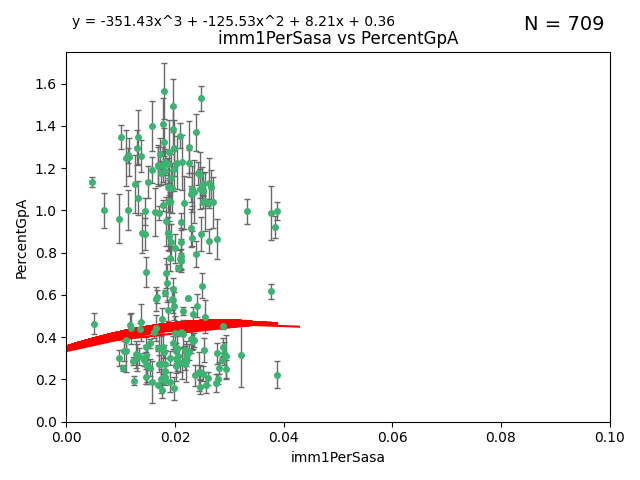 y = -351.43x^3 + -125.53x^2 + 8.21x + 0.36
N = 709
imm1PerSasa vs PercentGpA
1.6
1.4
1.2
1.0
0.8
0.6
0.4
0.2
0.0
PercentGpA
0.00 0.02 0.04 0.06 0.08 0.10
imm1PerSasa